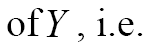 of Y , i.e.